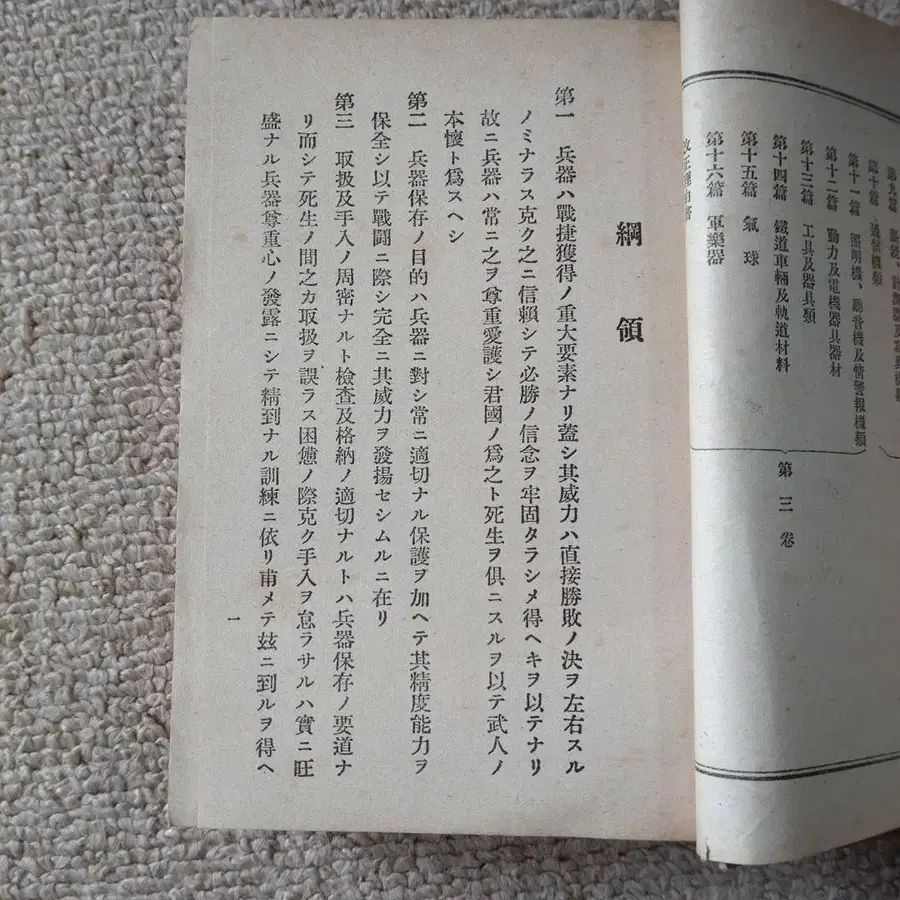 第十一篇　照明機、聽音機及情警報機類
第十二篇　動力及電機器具器材
第十三篇　工具及器具類
第十四篇　鐵道車輛及軌道材料
第十五篇　氣球
第十六篇　軍樂器
第三卷
綱領
第一　兵器ハ戰捷獲得ノ重大要素ナリ蓋シ其威力ハ直接勝敗ノ決ヲ左右スル
ノミナラス克ク之ニ信賴シテ必勝ノ信念ヲ牢固タラシメ得ヘキヲ以テナリ
故ニ兵器ハ常ニ之ヲ尊重愛護シ君國ノ爲之ト死生ヲ俱ニスルヲ以テ武人ノ
本懷ト爲スヘシ
第二　兵器保存ノ目的ハ兵器ニ對シ常ニ適切ナル保護ヲ加ヘテ其精度能力ヲ
保全シ以テ戰鬪ニ際シ完全ニ其威力ヲ發揚セシムルニ在リ
第三　取扱及手入ノ周密ナルト檢查及格納ノ適切ナルトハ兵器保存ノ要道ナ
リ而シテ死生ノ間之カ取扱ヲ誤ラス困憊ノ際克ク手入ヲ怠ラサルハ實ニ旺
盛ナル兵器尊重心ノ發露ニシテ精到ナル訓練ニ依リ甫メテ玆ニ到ルヲ得ヘ
一